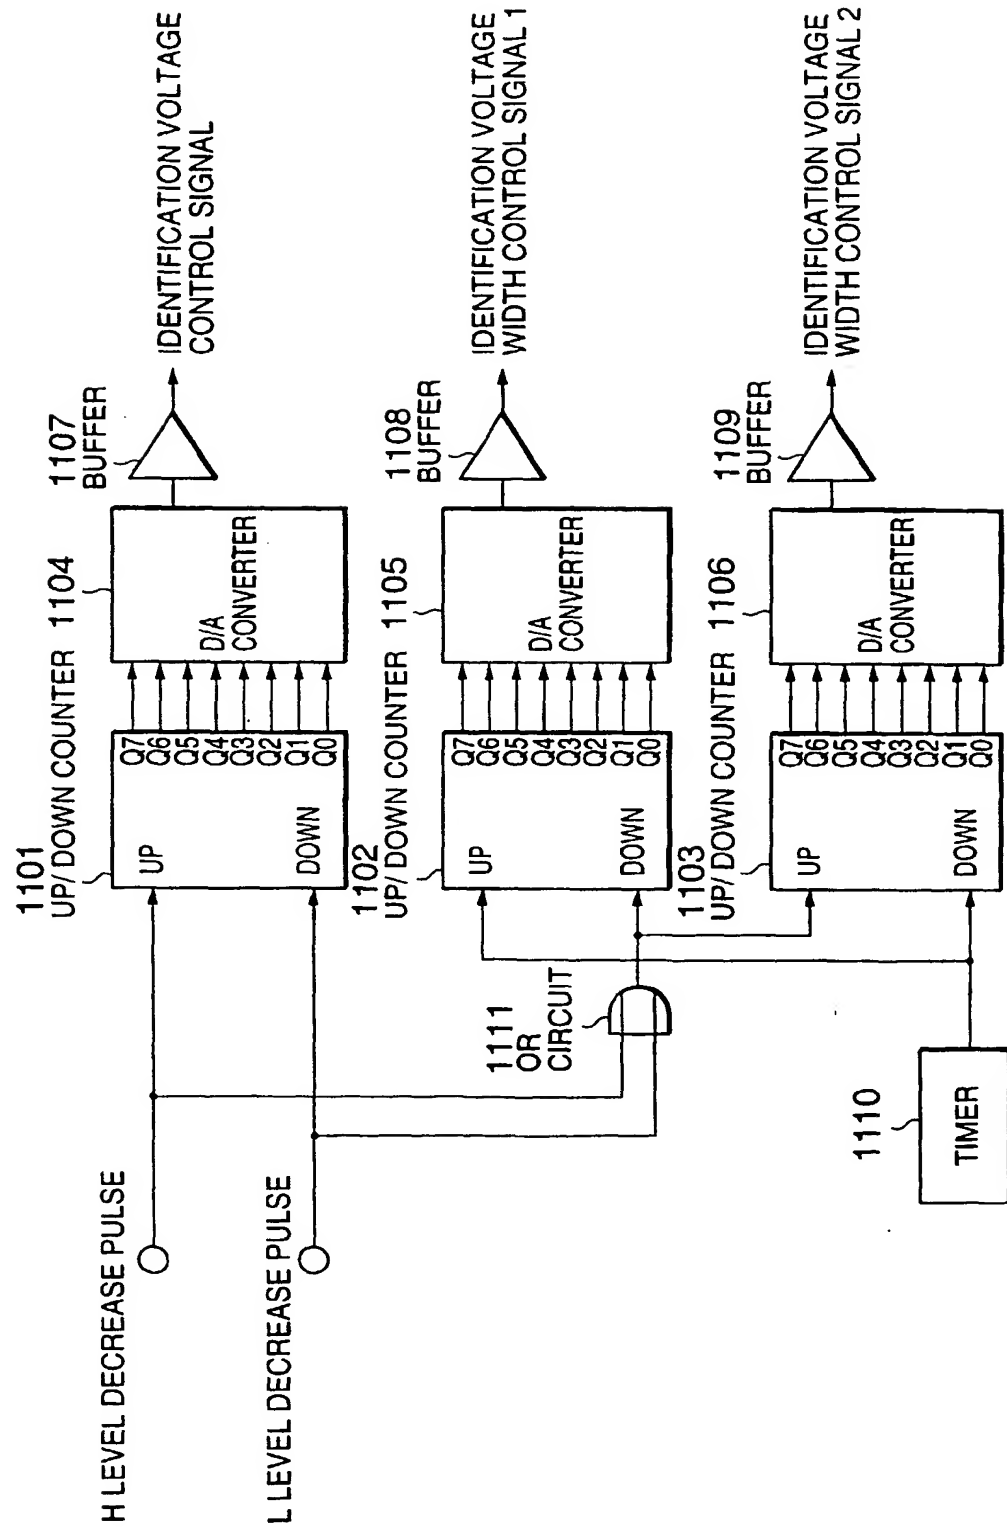 H LEVEL DECREASE PULSE
L LEVEL DECREASE PULSE
1101
UP/DOWN COUNTER
UP
DOWN
Q7
Q6
Q5
Q4
Q3
Q2
Q1
Q0
1104
D/A
CONVERTER
1107
BUFFER
IDENTIFICATION VOLTAGE
CONTROL SIGNAL
1111
OR
CIRCUIT
1102
UP/DOWN COUNTER
UP
DOWN
Q7
Q6
Q5
Q4
Q3
Q2
Q1
Q0
1105
D/A
CONVERTER
1108
BUFFER
IDENTIFICATION VOLTAGE
WIDTH CONTROL SIGNAL 1
1110
TIMER
1103
UP/DOWN COUNTER
UP
DOWN
Q7
Q6
Q5
Q4
Q3
Q2
Q1
Q0
1106
D/A
CONVERTER
1109
BUFFER
IDENTIFICATION VOLTAGE
WIDTH CONTROL SIGNAL 2